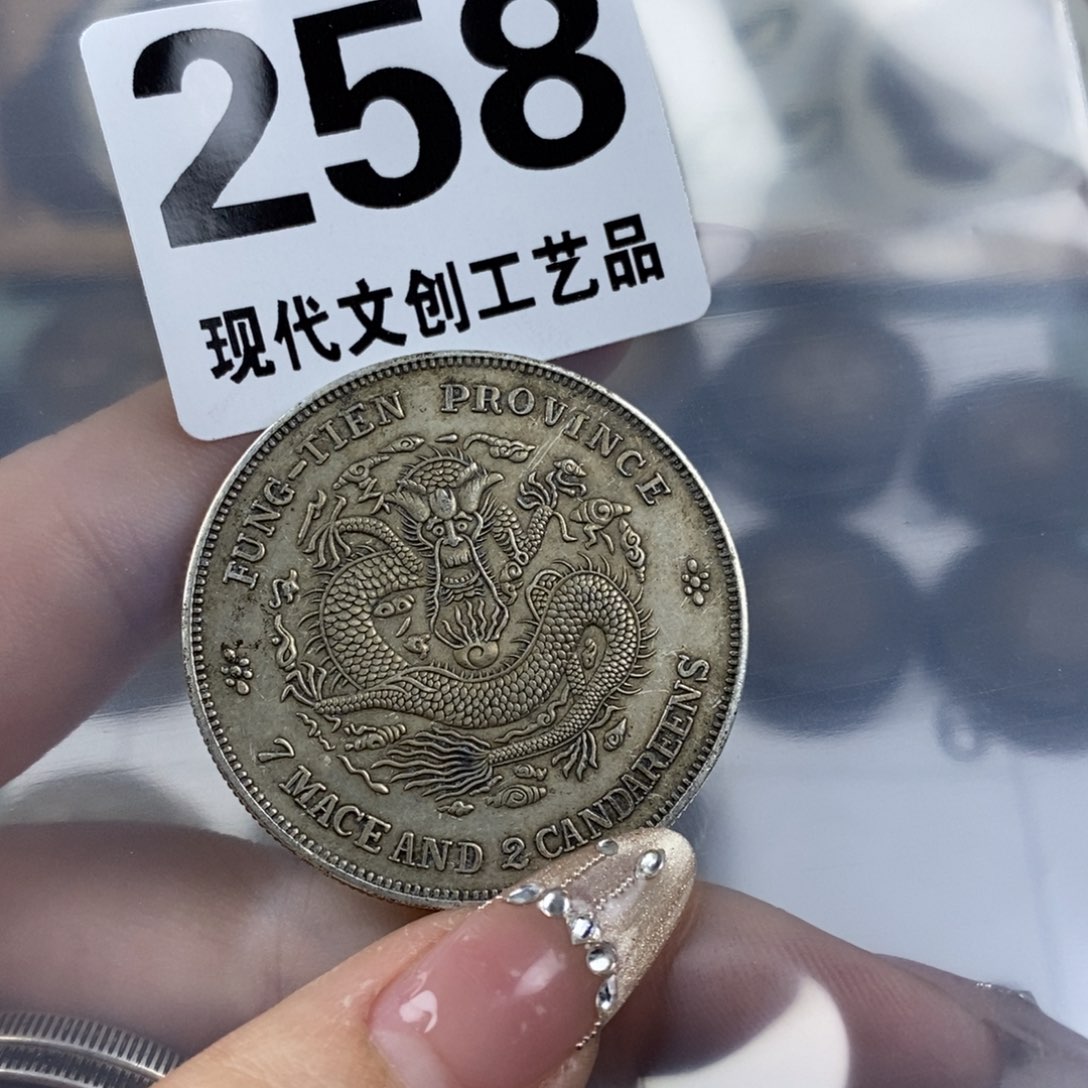 258
现代文创工艺品
FUNG-TIEN PROVINCE
7 MACE AND 2 CANDAREENS